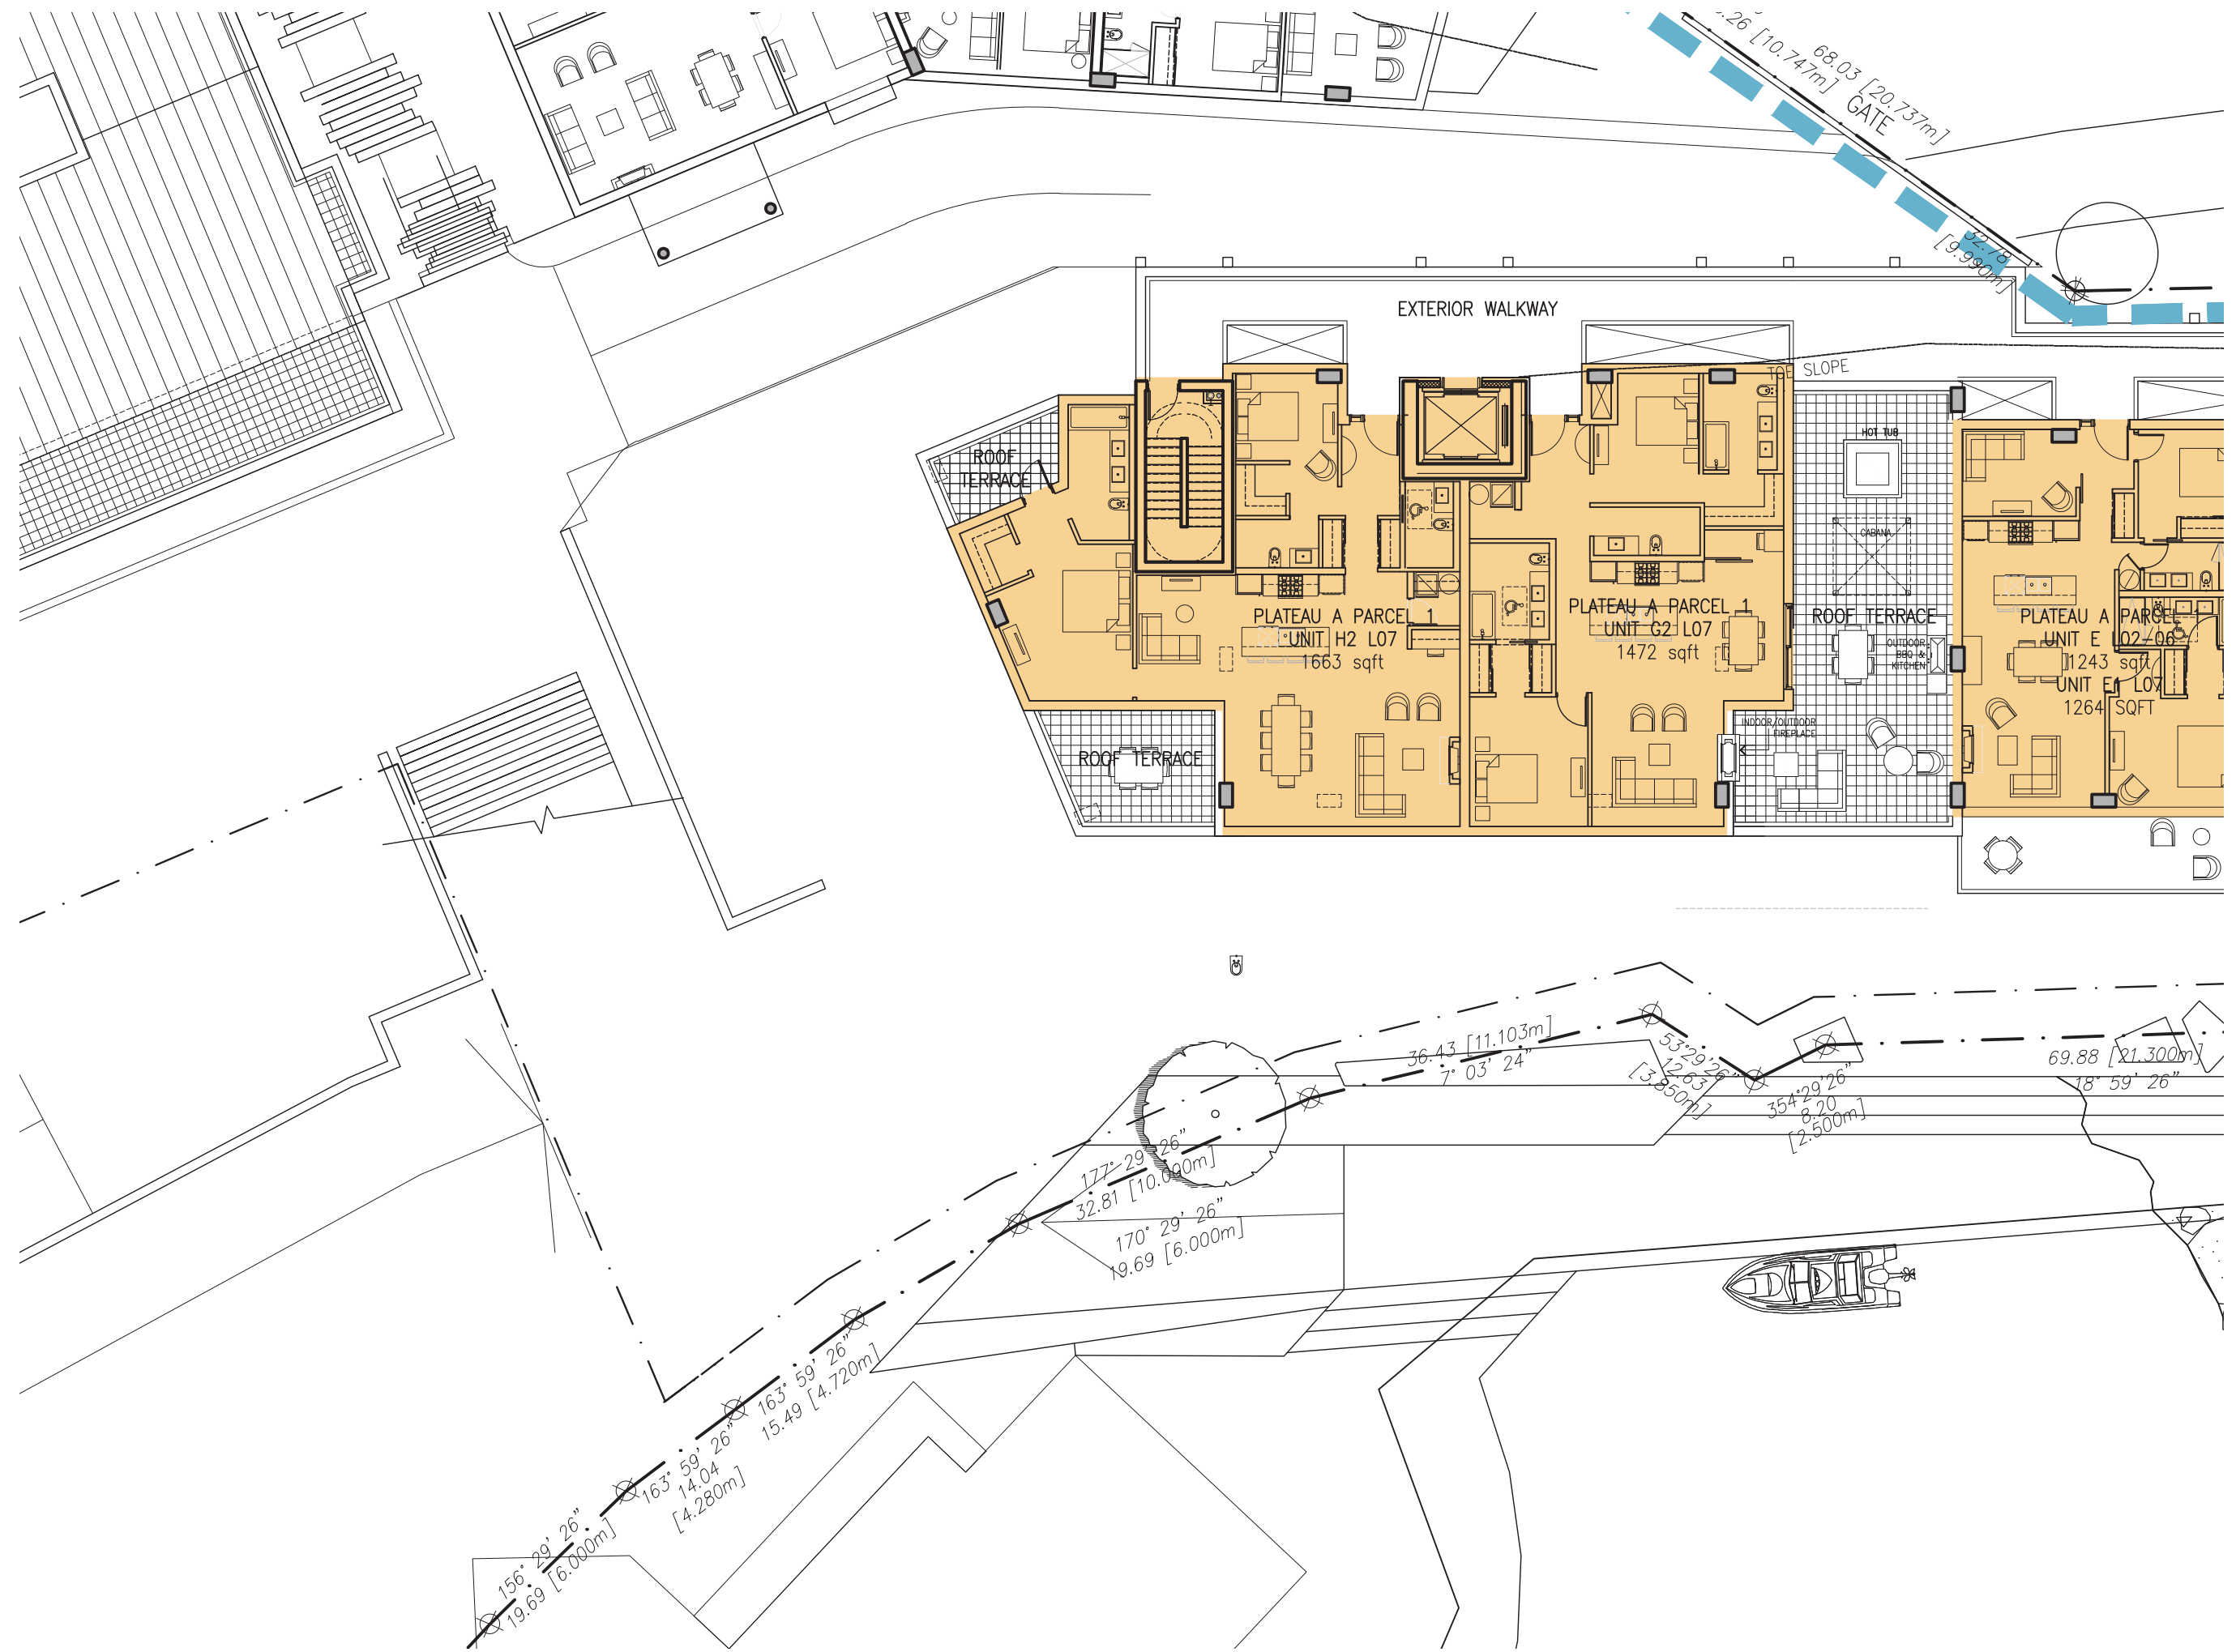 68.03 [20.737m]
.26 [10.747m]
GATE
32.78
[9.990m]
EXTERIOR WALKWAY
TOE SLOPE
HOT TUB
CABANA
ROOF
TERRACE
PLATEAU A PARCEL 1
UNIT H2 L07
1663 sqft
PLATEAU A PARCEL 1
UNIT G2 L07
1472 sqft
ROOF TERRACE
OUTDOOR
BBQ &
KITCHEN
PLATEAU A PARCEL 1
UNIT E L02/06
1243 sqft
UNIT E1 L07
1264 SQFT
INDOOR/OUTDOOR
FIREPLACE
ROOF TERRACE
36.43 [11.103m]
7° 03' 24"
53°29'26"
12.63
[3.850m]
354°29'26"
8.20
[2.500m]
69.88 [21.300m]
18° 59' 26"
177° 29' 26"
32.81 [10.000m]
170° 29' 26"
19.69 [6.000m]
163° 59' 26"
15.49 [4.720m]
163° 59' 26"
14.04
[4.280m]
156° 29' 26"
19.69 [6.000m]